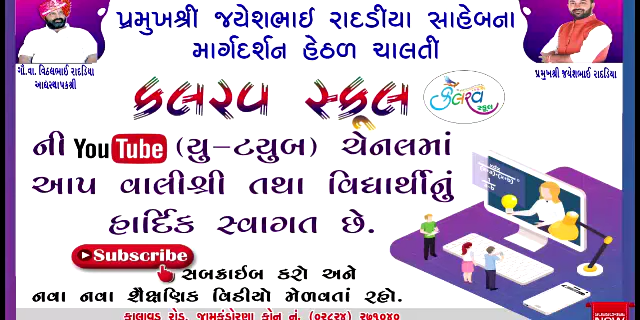 પ્રમુખશ્રી જયેશભાઈ રાદડીયા સાહેબના
માર્ગદર્શન હેઠળ ચાલતી
ગૌ.વા. વિઠલભાઈ રાદડિયા
આદ્યસ્થાપકશ્રી
પ્રમુખશ્રી જયેશભાઈ રાદડિયા
કલરવ સ્કૂલ
કલરવ
સ્કૂલ
ની YouTube (યુ-ટયુબ) ચેનલમાં
આપ વાલીશ્રી તથા વિદ્યાર્થીનું
હાર્દિક સ્વાગત છે.
Subscribe
સબક્રાઈબ કરો અને
નવા નવા શૈક્ષણિક વિડીયો મેળવતાં રહો.
કાલાવડ રોડ, જામકંડોરણા ફોન નં. (૦૨૮૨૪) ૨૭૧૦૪૦